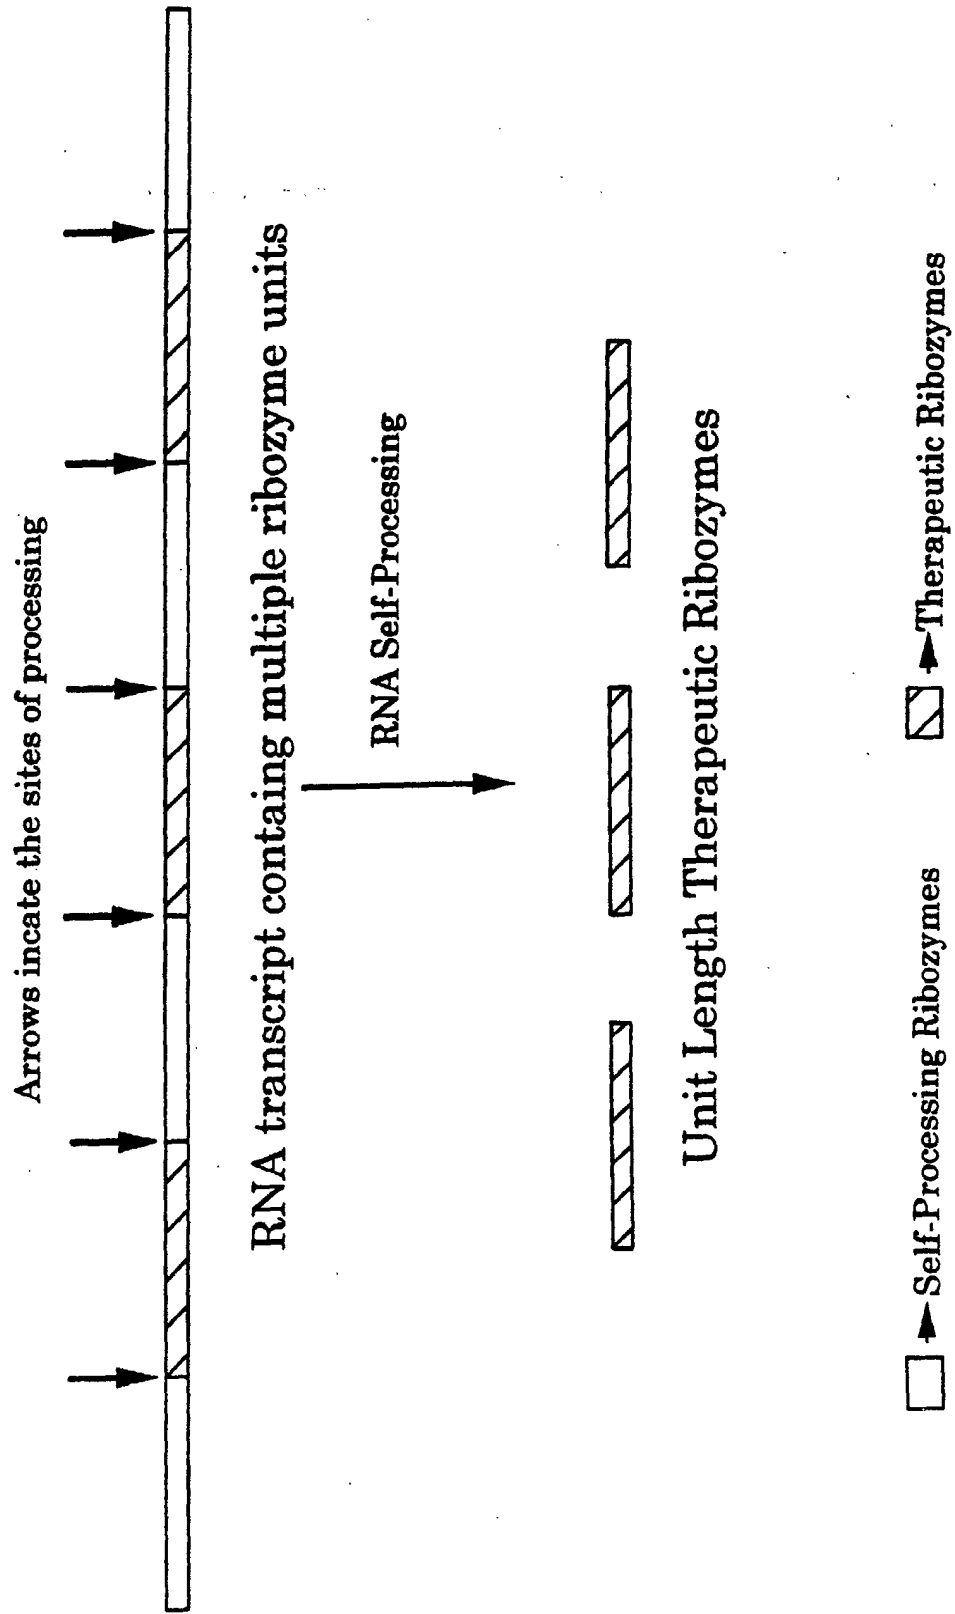 Arrows incate the sites of processing
RNA transcript containg multiple ribozyme units
RNA Self-Processing
Unit Length Therapeutic Ribozymes
Self-Processing Ribozymes
Therapeutic Ribozymes